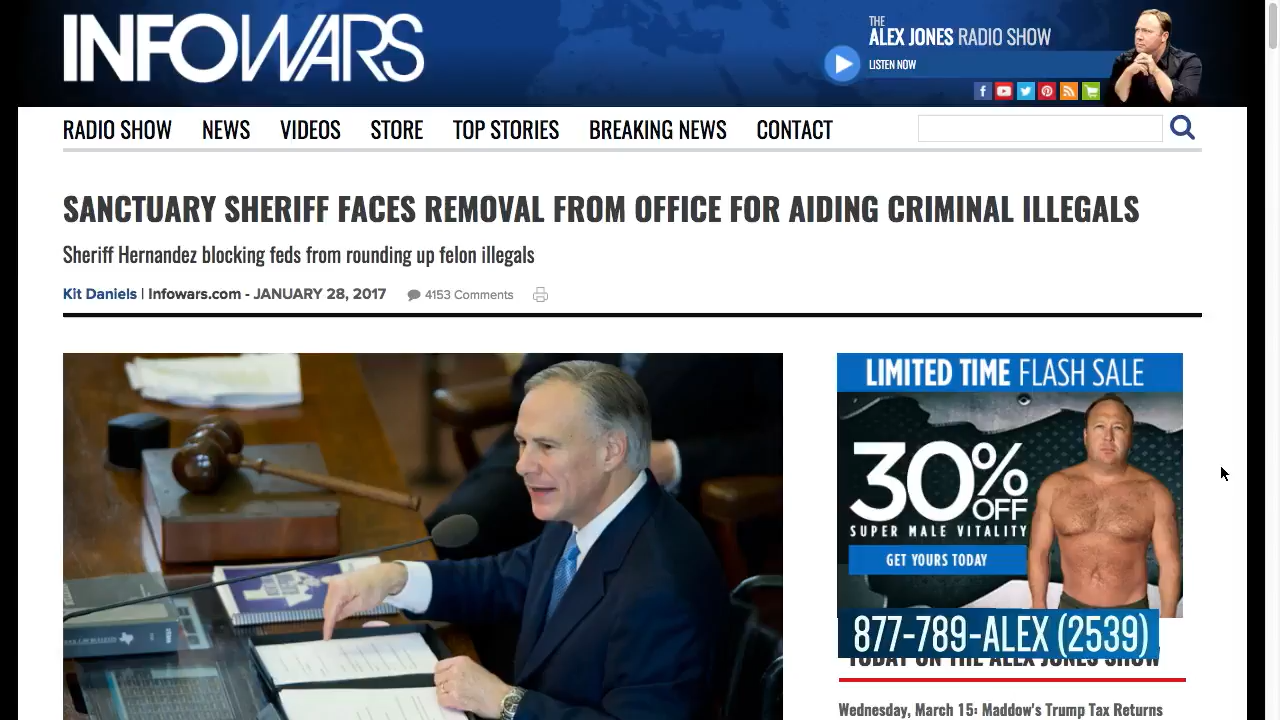 INFOWARS
THE
ALEX JONES RADIO SHOW
LISTEN NOW
RADIO SHOW NEWS VIDEOS STORE TOP STORIES BREAKING NEWS CONTACT
SANCTUARY SHERIFF FACES REMOVAL FROM OFFICE FOR AIDING CRIMINAL ILLEGALS
Sheriff Hernandez blocking feds from rounding up felon illegals
Kit Daniels | Infowars.com - JANUARY 28, 2017 4153 Comments
LIMITED TIME FLASH SALE
30% OFF
SUPER MALE VITALITY
GET YOURS TODAY
877-789-ALEX (2539)
TODAY ON THE ALEX JONES SHOW
Wednesday, March 15: Maddow's Trump Tax Returns